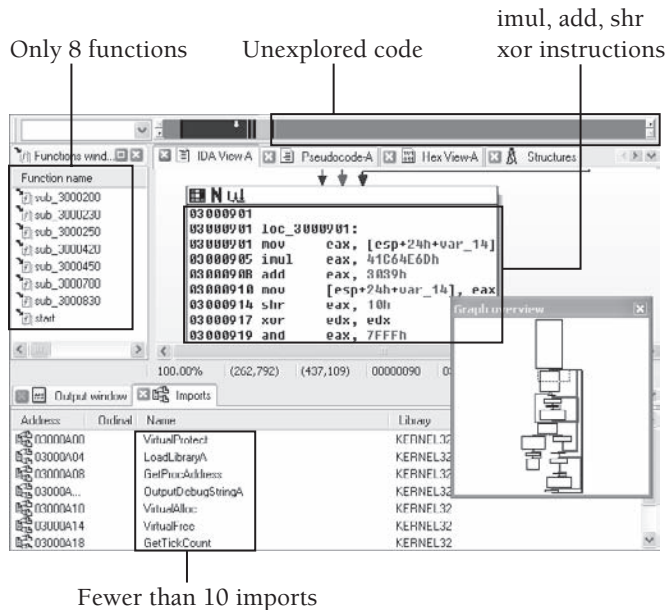 imul, add, shr
Only 8 functions Unexplored code xor instructions
Functions wind... IDA View-A Pseudocode-A Hex View-A Structures
Function name
sub_3000200
sub_3000230
sub_3000250
sub_3000420
sub_3000450
sub_3000700
sub_3000830
start
03000901
03000901 loc_3000901:
03000901 mov eax, [esp+24h+var_14]
03000905 imul eax, 41C64E6Dh
0300090B add eax, 3039h
03000910 mov [esp+24h+var_14], eax
03000914 shr eax, 10h
03000917 xor edx, edx
03000919 and eax, 7FFFh
Graph overview
100.00% (262,792) (437,109) 00000090
Output window Imports
Address Ordinal Name Library
03000A00 VirtualProtect KERNEL32
03000A04 LoadLibraryA KERNEL32
03000A08 GetProcAddress KERNEL32
03000A... OutputDebugStringA KERNEL32
03000A10 VirtualAlloc KERNEL32
03000A14 VirtualFree KERNEL32
03000A18 GetTickCount KERNEL32
Fewer than 10 imports